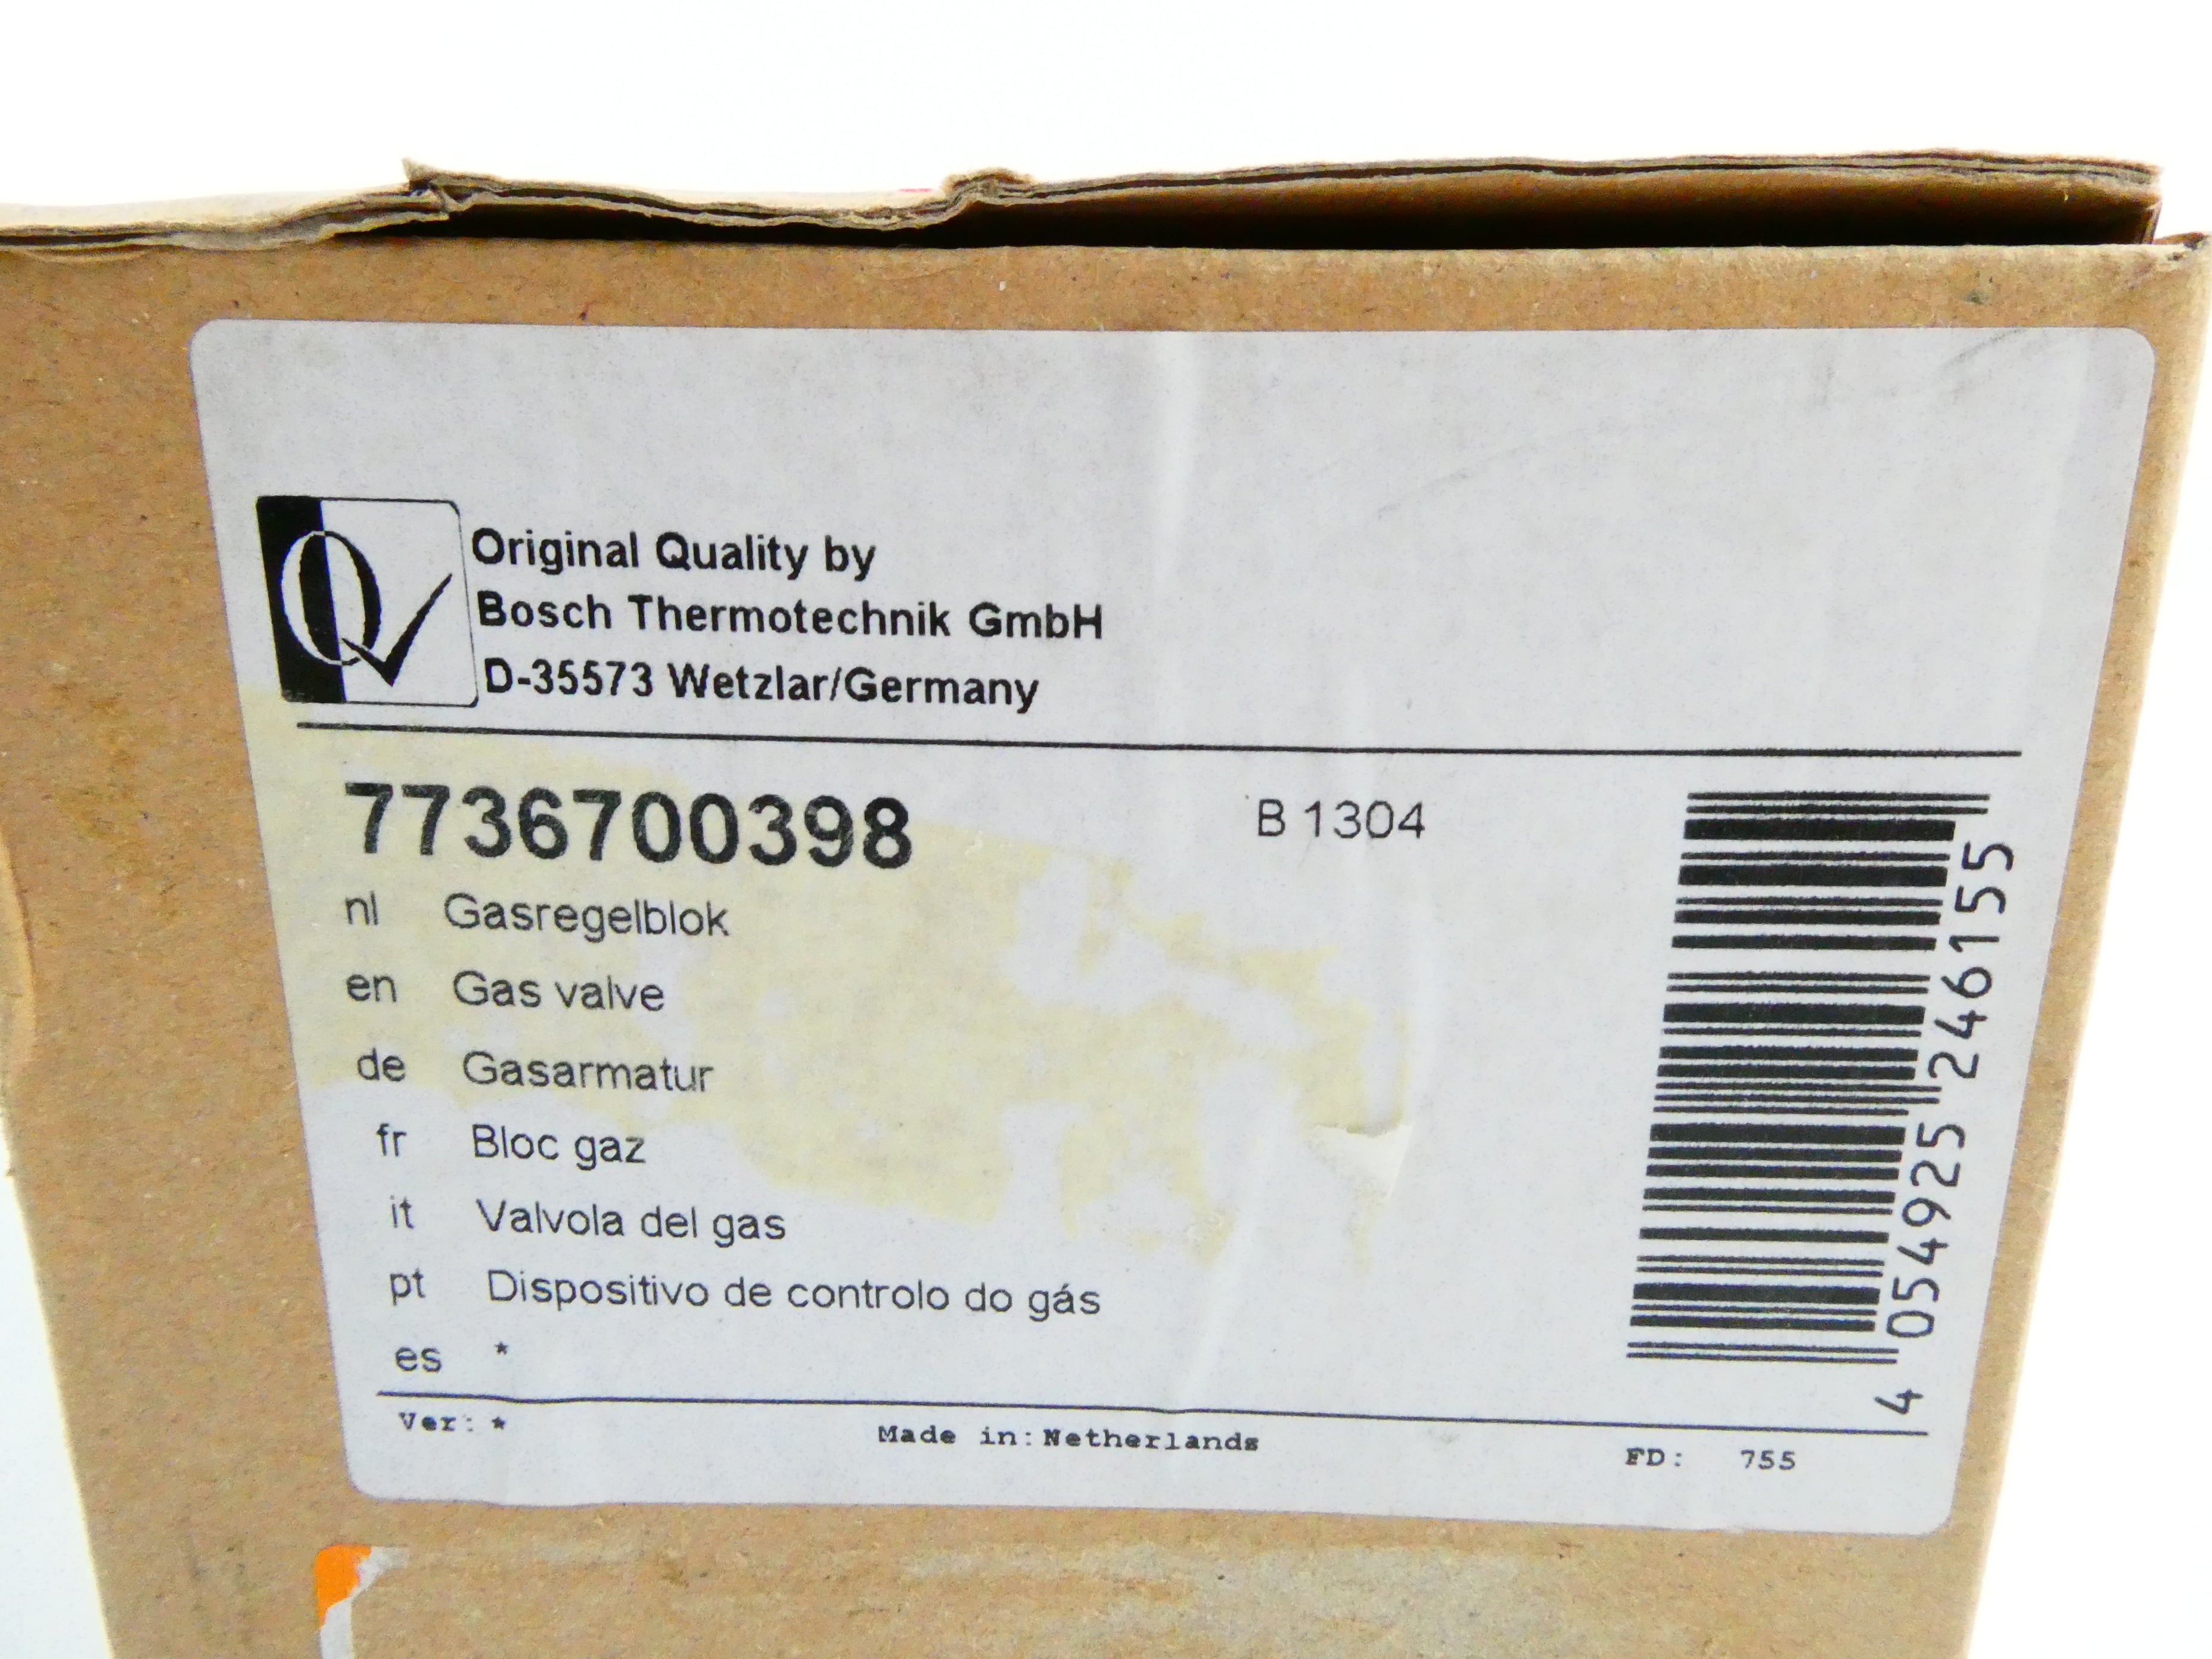 Original Quality by
Bosch Thermotechnik GmbH
D-35573 Wetzlar/Germany
7736700398
B 1304
nl Gasregelblok
en Gas valve
de Gasarmatur
fr Bloc gaz
it Valvola del gas
pt Dispositivo de controlo do gás
es *
4 054925 246155
Ver: *
Made in: Netherlands
FD: 755